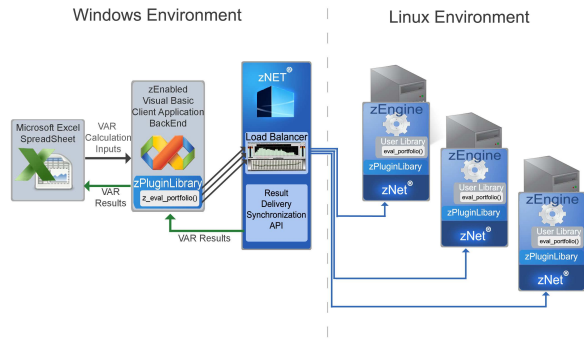 Windows Environment
Linux Environment
Microsoft Excel
SpreadSheet
VAR
Calculation
Inputs
VAR
Results
zEnabled
Visual Basic
Client Application
BackEnd
zPluginLibrary
z_eval_portfolio()
VAR Results
zNET®
Load Balancer
Result
Delivery
Synchronization
API
zEngine
User Library
eval_portfolio()
zPluginLibary
zNet®
zEngine
User Library
eval_portfolio()
zPluginLibary
zNet®
zEngine
User Library
eval_portfolio()
zPluginLibary
zNet®